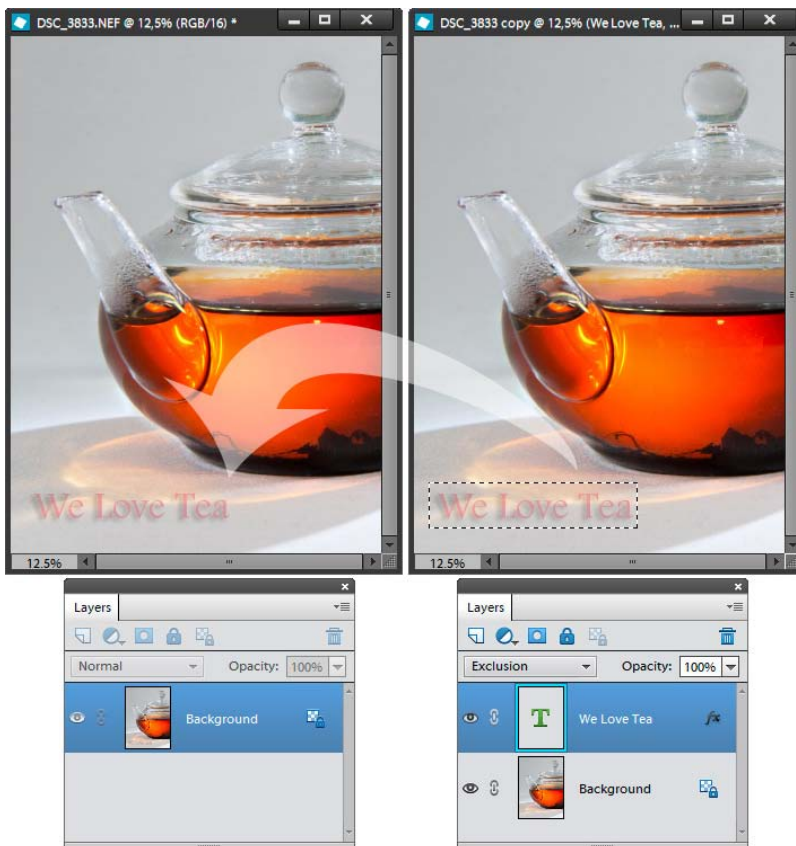 DSC_3833.NEF @ 12,5% (RGB/16) *
DSC_3833 copy @ 12,5% (We Love Tea, ...
We Love Tea
We Love Tea
12.5%
12.5%
Layers
Layers
Normal Opacity: 100%
Exclusion Opacity: 100%
Background
T We Love Tea fx
Background